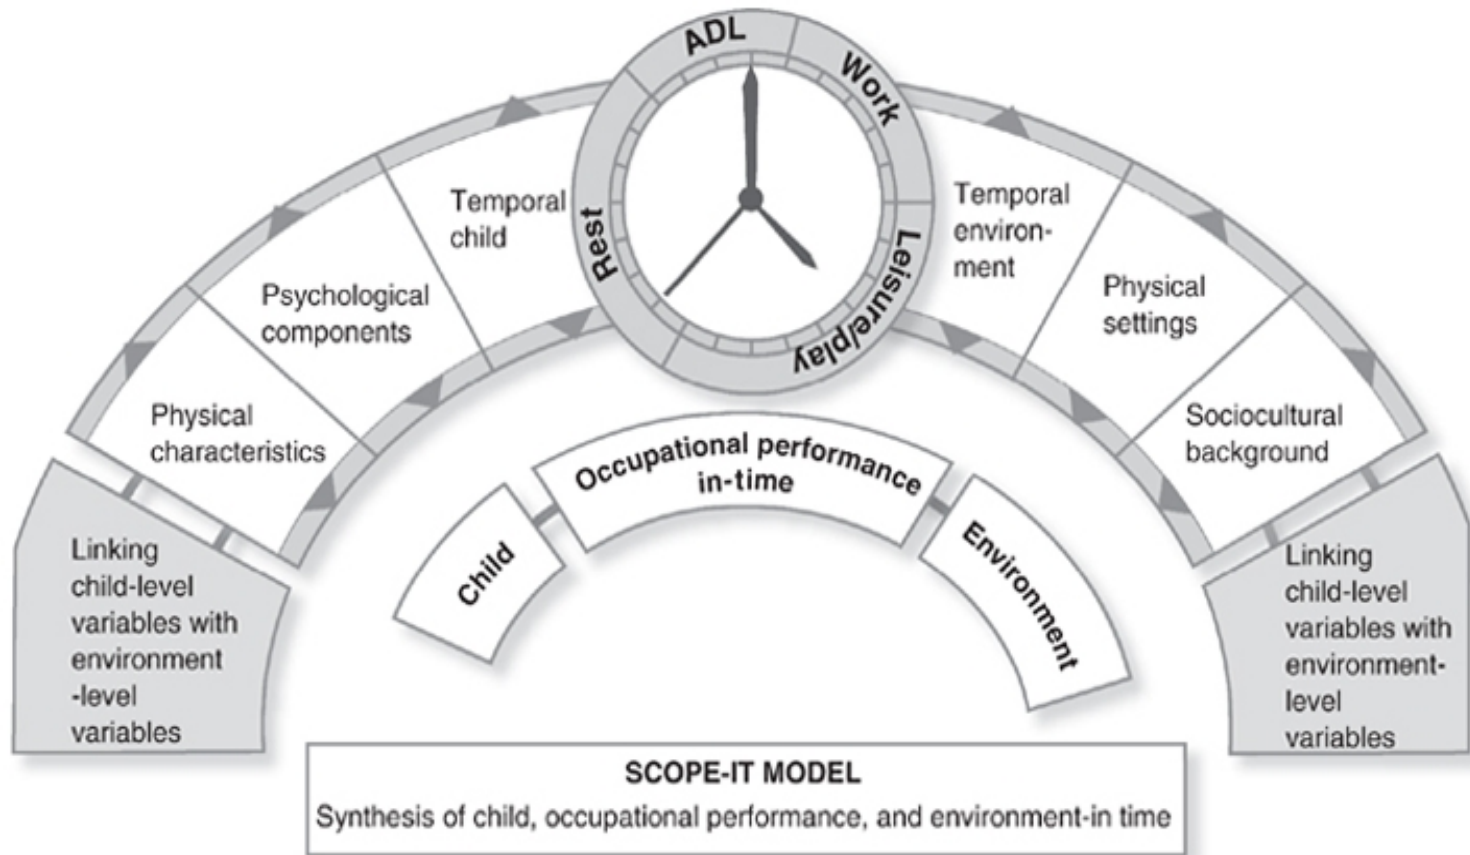 ADL
Work
Rest
Leisure/play
Temporal
child
Temporal
environ-
ment
Psychological
components
Physical
settings
Physical
characteristics
Sociocultural
background
Occupational performance
in-time
Child
Environment
Linking
child-level
variables with
environment
-level
variables
Linking
child-level
variables with
environment-
level
variables
SCOPE-IT MODEL
Synthesis of child, occupational performance, and environment-in time